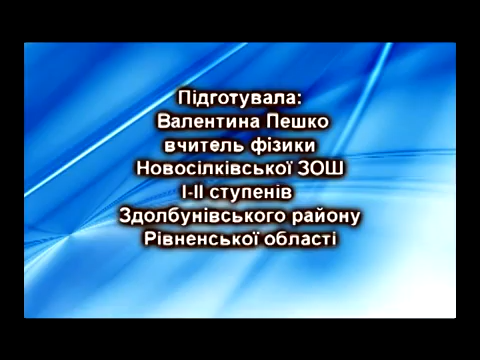 Підготувала:
Валентина Пешко
вчитель фізики
Новосілківської ЗОШ
І-ІІ ступенів
Здолбунівського району
Рівненської області